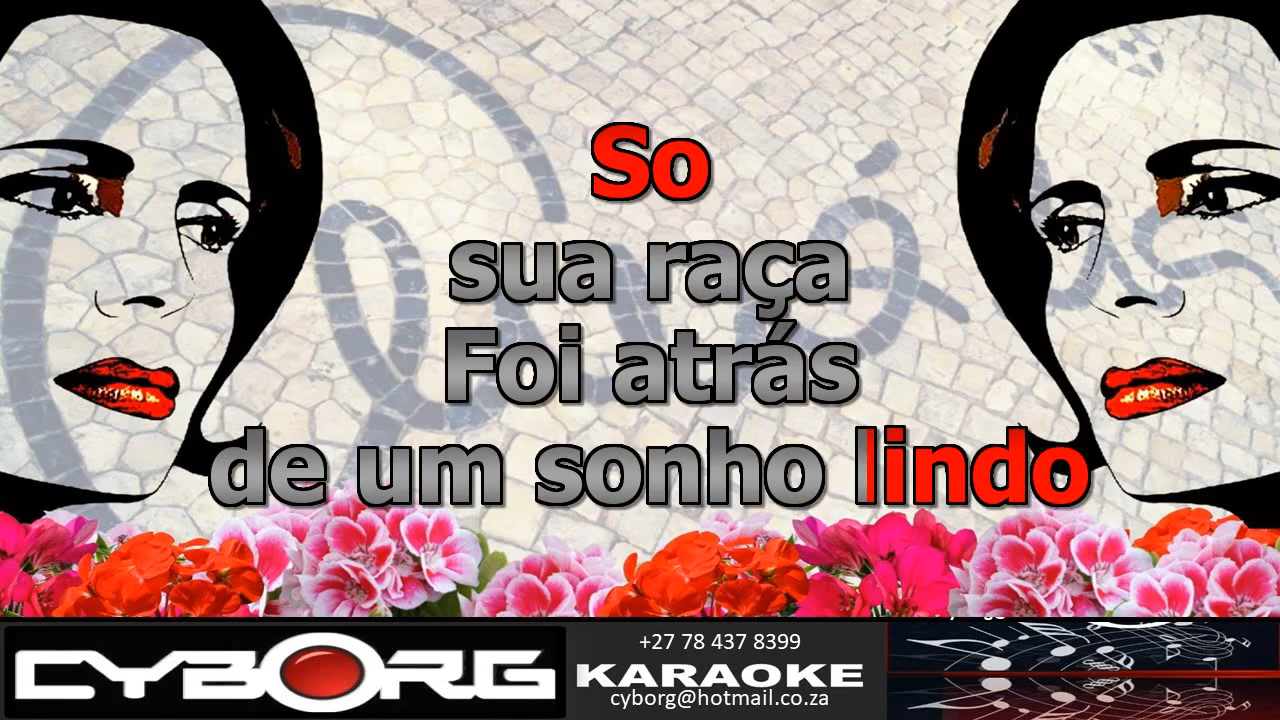 So
sua raça
Foi atrás
de um sonho lindo
CYBORG
+27 78 437 8399
KARAOKE
cyborg@hotmail.co.za